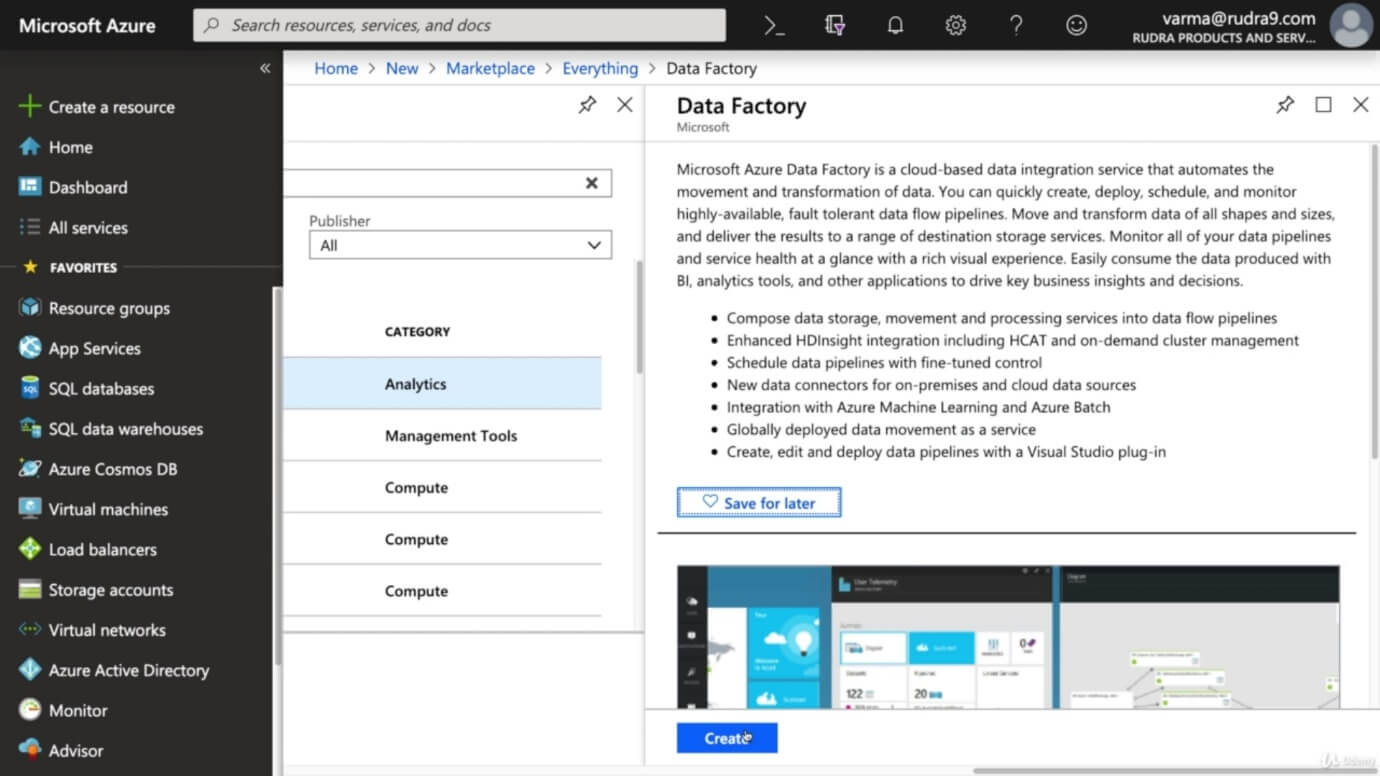 Microsoft Azure
Search resources, services, and docs
varma@rudra9.com
RUDRA PRODUCTS AND SERV...
Home > New > Marketplace > Everything > Data Factory
Create a resource
Home
Dashboard
All services
FAVORITES
Resource groups
App Services
SQL databases
SQL data warehouses
Azure Cosmos DB
Virtual machines
Load balancers
Storage accounts
Virtual networks
Azure Active Directory
Monitor
Advisor
Publisher
All
CATEGORY
Analytics
Management Tools
Compute
Compute
Compute
Data Factory
Microsoft
Microsoft Azure Data Factory is a cloud-based data integration service that automates the
movement and transformation of data. You can quickly create, deploy, schedule, and monitor
highly-available, fault tolerant data flow pipelines. Move and transform data of all shapes and sizes,
and deliver the results to a range of destination storage services. Monitor all of your data pipelines
and service health at a glance with a rich visual experience. Easily consume the data produced with
BI, analytics tools, and other applications to drive key business insights and decisions.
• Compose data storage, movement and processing services into data flow pipelines
• Enhanced HDInsight integration including HCAT and on-demand cluster management
• Schedule data pipelines with fine-tuned control
• New data connectors for on-premises and cloud data sources
• Integration with Azure Machine Learning and Azure Batch
• Globally deployed data movement as a service
• Create, edit and deploy data pipelines with a Visual Studio plug-in
Save for later
User Telemetry
Diagram
Datasets
Pipelines
Linked Services
122
20
Create
Udemy